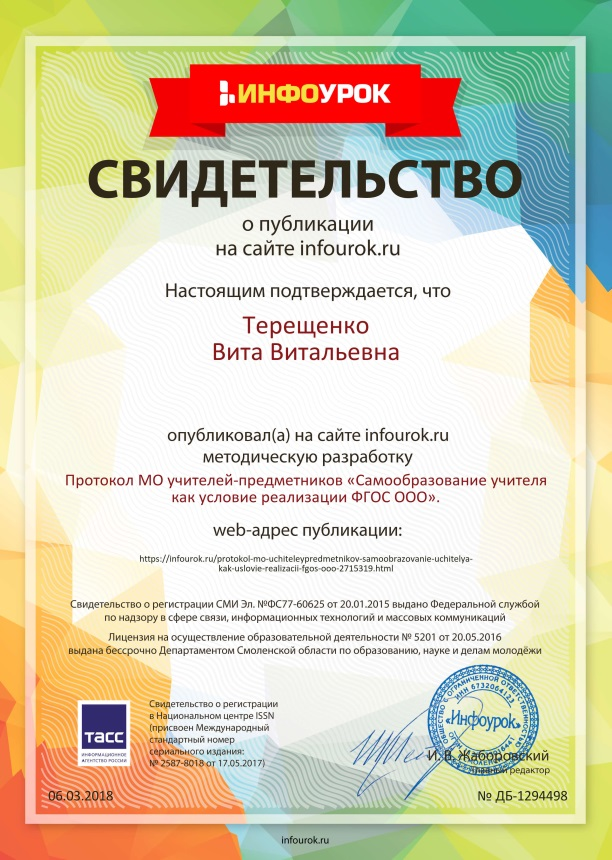 ИНФОУРОК
СВИДЕТЕЛЬСТВО
о публикации
на сайте infourok.ru
Настоящим подтверждается, что
Терещенко
Вита Витальевна
опубликовал(а) на сайте infourok.ru
методическую разработку
Протокол МО учителей-предметников «Самообразование учителя
как условие реализации ФГОС ООО».
web-адрес публикации:
https://infourok.ru/protokol-mo-uchiteleypredmetnikov-samoobrazovanie-uchitelya-
kak-uslovie-realizacii-fgos-ooo-2715319.html
Свидетельство о регистрации СМИ Эл. №ФС77-60625 от 20.01.2015 выдано Федеральной службой
по надзору в сфере связи, информационных технологий и массовых коммуникаций
Лицензия на осуществление образовательной деятельности № 5201 от 20.05.2016
выдана бессрочно Департаментом Смоленской области по образованию, науке и делам молодёжи
ТАСС
ИНФОРМАЦИОННОЕ
АГЕНТСТВО РОССИИ
Свидетельство о регистрации
в Национальном центре ISSN
(присвоен Международный
стандартный номер
сериального издания:
№ 2587-8018 от 17.05.2017)
ОБЩЕСТВО С ОГРАНИЧЕННОЙ ОТВЕТСТВЕННОСТЬЮ
ИНН 6732064123
«Инфоурок»
И. В. Жаборовский
Главный редактор
06.03.2018
№ ДБ-1294498
infourok.ru